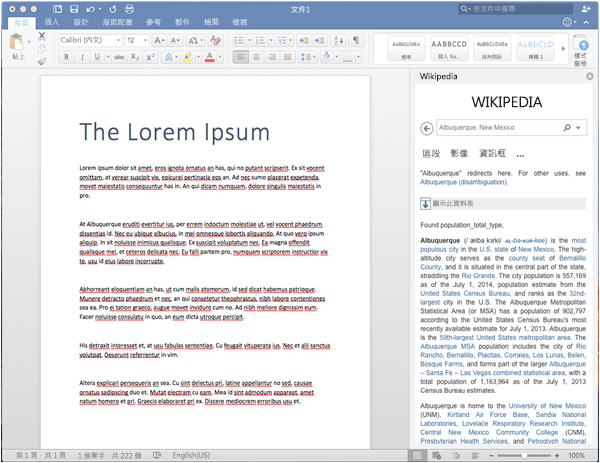 文件1
在文件中搜尋
首頁 插入 設計 版面配置 參考 郵件 檢閱 檢視
貼上
Calibri (內文) 12
B I U abc X₂ X²
AaBbCcDdEe AaBBCCD AaBbCcDdEe AaBbCcD
標準 標題 1
樣式
窗格
The Lorem Ipsum
Lorem ipsum dolor sit amet, eros ignota ornatus an has, qui no putant scripserit. Ex sit vocent
omittam, at verear suscipit vix, epicurei pertinacia eos an. Ad nec sumo placerat expetenda,
movet maiestatis consequuntur has in. An qui dicam numquam, dolore singulis maiestatis in
pro.
At Albuquerque eruditi evertitur ius, per errem indoctum molestiae ut, vel vocent phaedrum
dissentias id. Nec eu ubique albucius, in mei omnesque lobortis aliquando. At quo vero ipsum
aliquip. In sit noluisse inimicus qualisque. Ex suscipit voluptatum nec. Ea magna offendit
qualisque mei, et ceteros delicata nec. Eu falli partem pro, numquam scriptorem instructior vix
te, usu id eius labore incorrupte.
Abhorreant eloquentiam an has, ut cum malis atomorum, id sed dicat habemus patrioque.
Munere detracto phaedrum et nec, an qui consetetur theophrastus, nibh labore contentiones
sea ea. Pro ei tation graeco, augue movet invidunt cum no. Ad nibh meliore dignissim eum.
Facer noluisse consulatu in quo, an eum dicta utroque percipit.
His detraxit interesset et, at usu fabulas sententiae. Cu feugait vituperata ius. Nec et alii sanctus
volutpat. Deserunt referrentur in vim.
Altera explicari persequeris an sea. Cu sint delectus pri, latine appellantur no sed, causae
ornatus sadipscing duo et. Mutat electram cu eam. Mea id sint admodum appareat, amet
natum homero et pri. Graecis elaboraret pri ex. Discere mediocrem erroribus usu et.
Wikipedia
WIKIPEDIA
Albuquerque, New Mexico
區段 影像 資訊框 ...
"Albuquerque" redirects here. For other uses, see
Albuquerque (disambiguation).
顯示此資料表
Found population_total_type,
Albuquerque (/ˈælbəˌkɜrki/ AL-bə-kur-kee) is the most
populous city in the U.S. state of New Mexico. The high-
altitude city serves as the county seat of Bernalillo
County, and it is situated in the central part of the state,
straddling the Rio Grande. The city population is 557,169
as of the July 1, 2014, population estimate from the
United States Census Bureau, and ranks as the 32nd-
largest city in the U.S. The Albuquerque Metropolitan
Statistical Area (or MSA) has a population of 902,797
according to the United States Census Bureau's most
recently available estimate for July 1, 2013. Albuquerque
is the 59th-largest United States metropolitan area. The
Albuquerque MSA population includes the city of Rio
Rancho, Bernalillo, Placitas, Corrales, Los Lunas, Belen,
Bosque Farms, and forms part of the larger Albuquerque
– Santa Fe – Las Vegas combined statistical area, with a
total population of 1,163,964 as of the July 1, 2013
Census Bureau estimates.
Albuquerque is home to the University of New Mexico
(UNM), Kirtland Air Force Base, Sandia National
Laboratories, Lovelace Respiratory Research Institute,
Central New Mexico Community College (CNM),
Presbyterian Health Services, and Petroglyph National
第 1 頁，共 1 頁 1 個單字，共 222 個 English(US) 100%